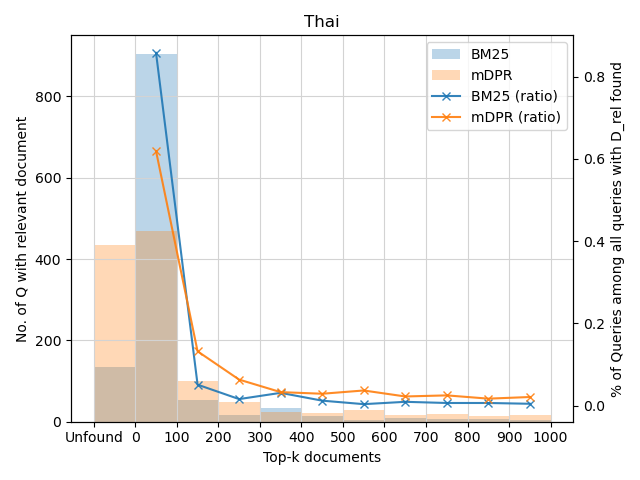 Thai
BM25
mDPR
BM25 (ratio)
mDPR (ratio)
No. of Q with relevant document
800
600
400
200
0
% of Queries among all queries with D_rel found
0.8
0.6
0.4
0.2
0.0
Unfound 0 100 200 300 400 500 600 700 800 900 1000
Top-k documents